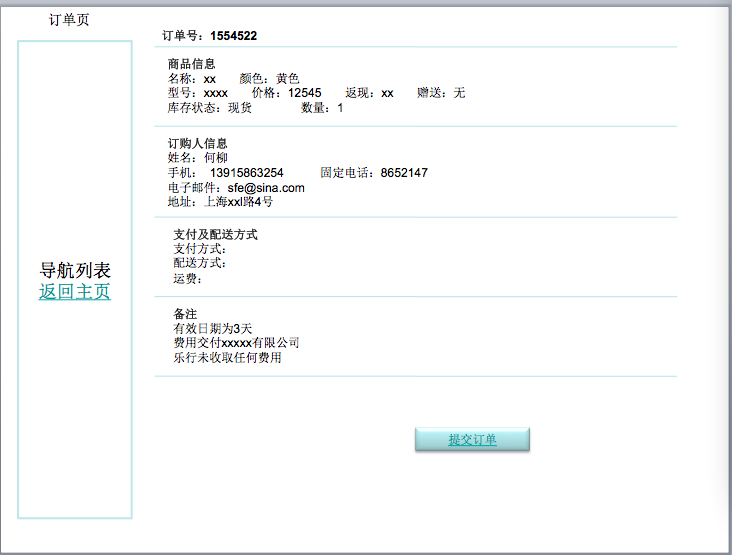 订单页
订单号：1554522
商品信息
名称：xx 颜色：黄色
型号：xxxx 价格：12545 返现：xx 赠送：无
库存状态：现货 数量：1
订购人信息
姓名：何柳
手机： 13915863254 固定电话：8652147
电子邮件：sfe@sina.com
地址：上海xxl路4号
支付及配送方式
支付方式：
配送方式：
运费：
导航列表
返回主页
备注
有效日期为3天
费用交付xxxxx有限公司
乐行未收取任何费用
提交订单